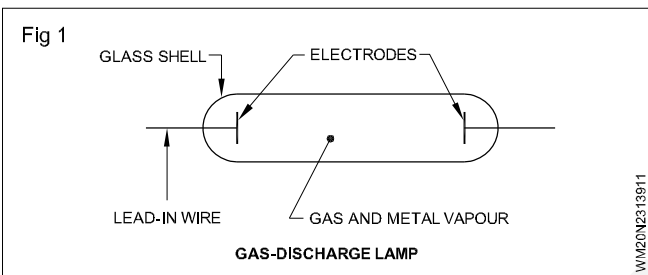 Fig 1
GLASS SHELL
ELECTRODES
LEAD-IN WIRE
GAS AND METAL VAPOUR
GAS-DISCHARGE LAMP
WM20N2313911